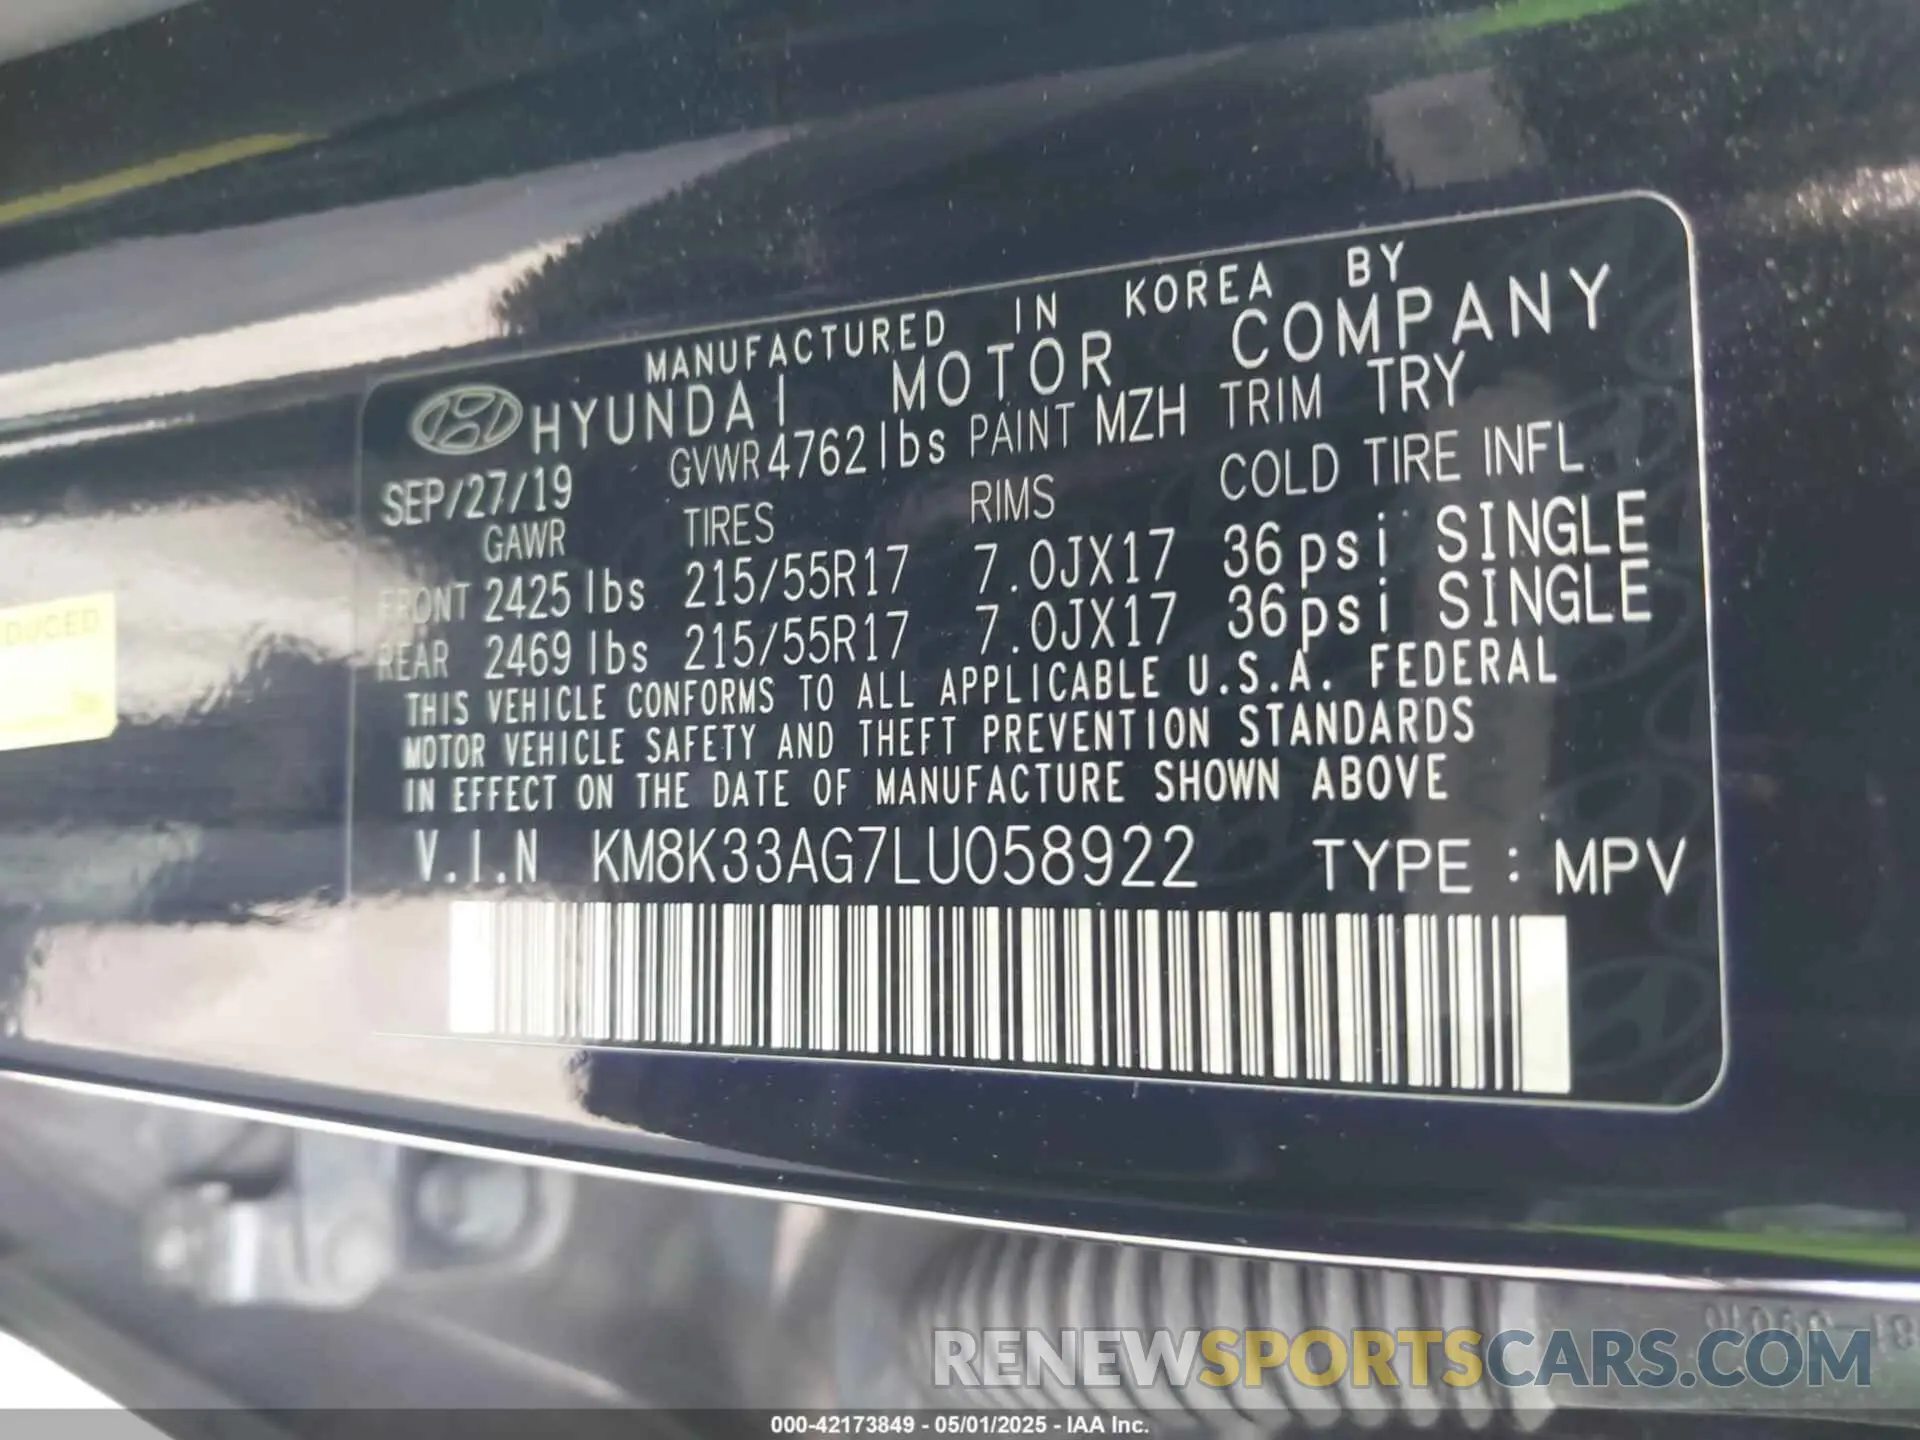 MANUFACTURED IN KOREA BY
HYUNDAI MOTOR COMPANY
SEP/27/19 GVWR 4762 lbs PAINT MZH TRIM TRY
GAWR TIRES RIMS COLD TIRE INFL
FRONT 2425 lbs 215/55R17 7.0JX17 36psi SINGLE
REAR 2469 lbs 215/55R17 7.0JX17 36psi SINGLE
THIS VEHICLE CONFORMS TO ALL APPLICABLE U.S.A. FEDERAL
MOTOR VEHICLE SAFETY AND THEFT PREVENTION STANDARDS
IN EFFECT ON THE DATE OF MANUFACTURE SHOWN ABOVE
V.I.N KM8K33AG7LU058922 TYPE : MPV
RENEWSPORTSCARS.COM
000-42173849 - 05/01/2025 - IAA Inc.